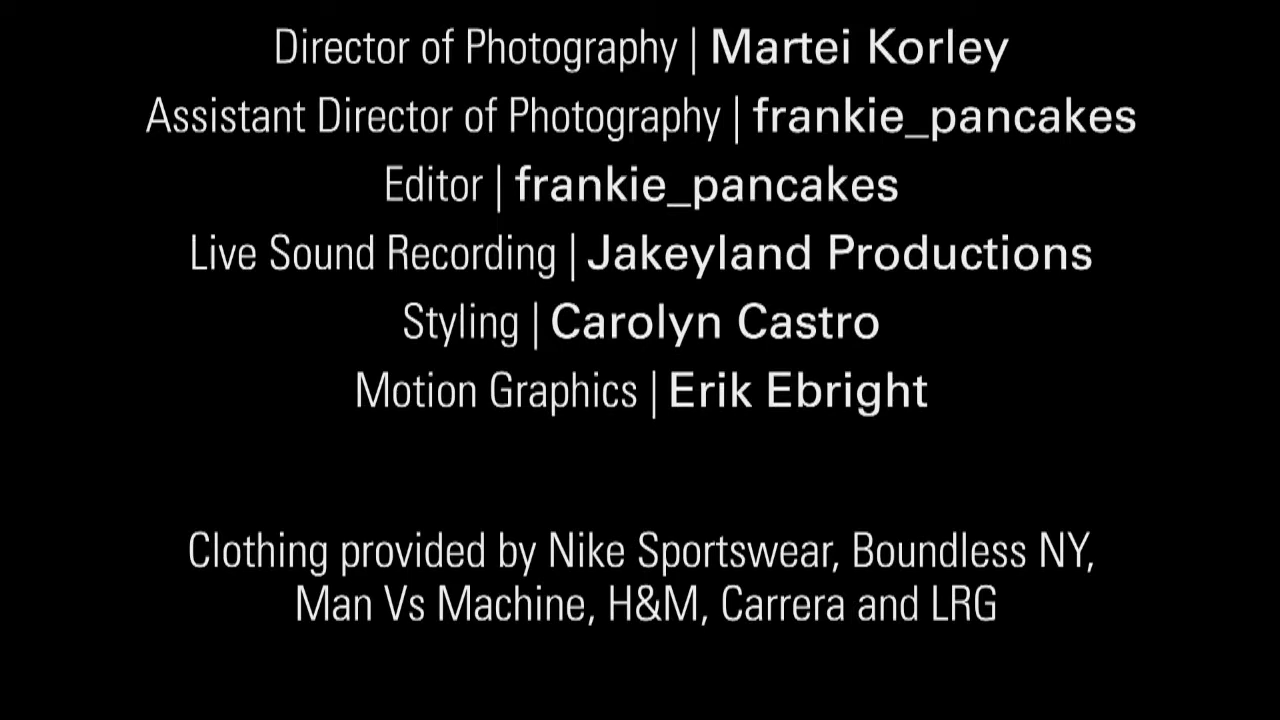 Director of Photography | Martei Korley
Assistant Director of Photography | frankie_pancakes
Editor | frankie_pancakes
Live Sound Recording | Jakeyland Productions
Styling | Carolyn Castro
Motion Graphics | Erik Ebright
Clothing provided by Nike Sportswear, Boundless NY,
Man Vs Machine, H&M, Carrera and LRG